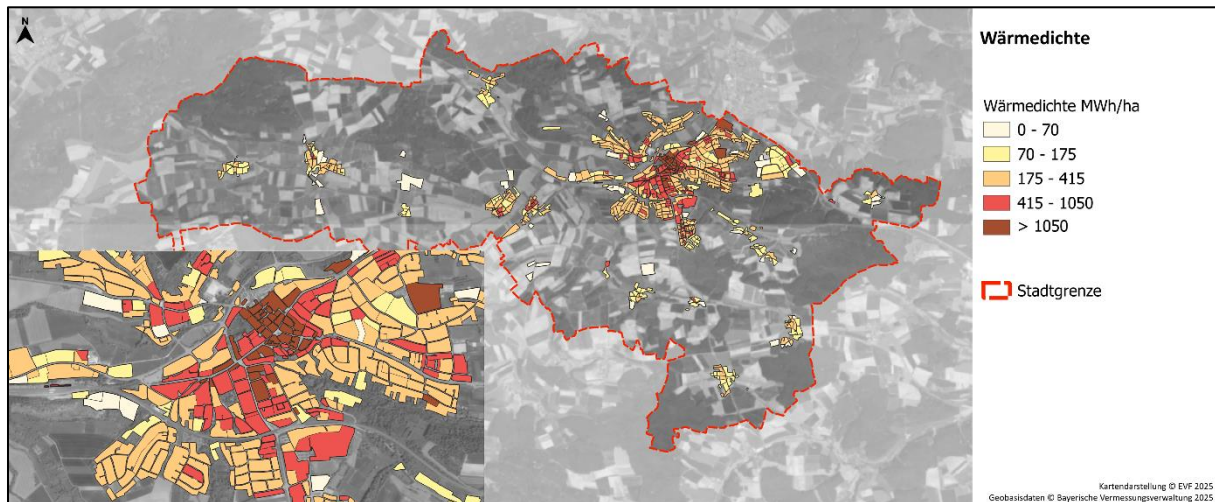 N
Wärmedichte
Wärmedichte MWh/ha
0 - 70
70 - 175
175 - 415
415 - 1050
> 1050
Stadtgrenze
Kartendarstellung © EVF 2025
Geobasisdaten © Bayerische Vermessungsverwaltung 2025